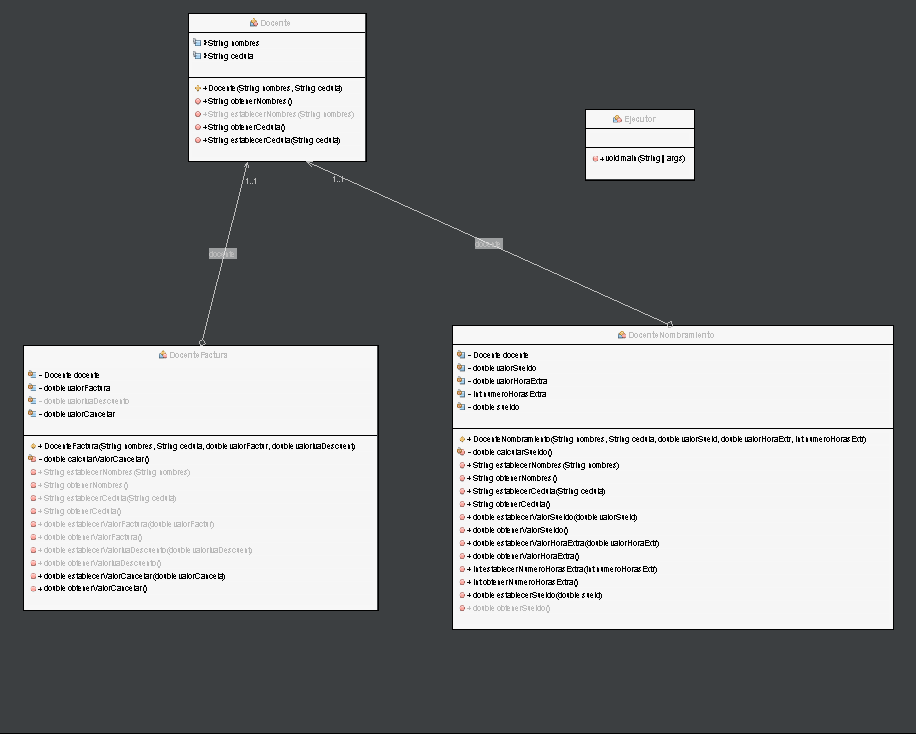 Docente
String nombres
String cedula
+ Docente(String nombres, String cedula)
+ String obtenerNombres()
+ String establecerNombres(String nombres)
+ String obtenerCedula()
+ String establecerCedula(String cedula)
Ejecutor
+ void main(String[] args)
1..1
1..1
docente
docente
DocenteFactura
- Docente docente
- double valorFactura
- double valorIvaDescuento
- double valorCancelar
+ DocenteFactura(String nombres, String cedula, double valorFactur, double valorIvaDescuent)
- double calcularValorCancelar()
+ String establecerNombres(String nombres)
+ String obtenerNombres()
+ String establecerCedula(String cedula)
+ String obtenerCedula()
+ double establecerValorFactura(double valorFactur)
+ double obtenerValorFactura()
+ double establecerValorIvaDescuento(double valorIvaDescuent)
+ double obtenerValorIvaDescuento()
+ double establecerValorCancelar(double valorCancela)
+ double obtenerValorCancelar()
DocenteNombramiento
- Docente docente
- double valorSueldo
- double valorHoraExtra
- int numeroHorasExtra
- double sueldo
+ DocenteNombramiento(String nombres, String cedula, double valorSueld, double valorHoraExtr, int numeroHorasExtr)
- double calcularSueldo()
+ String establecerNombres(String nombres)
+ String obtenerNombres()
+ String establecerCedula(String cedula)
+ String obtenerCedula()
+ double establecerValorSueldo(double valorSueld)
+ double obtenerValorSueldo()
+ double establecerValorHoraExtra(double valorHoraExtr)
+ double obtenerValorHoraExtra()
+ int establecerNumeroHorasExtra(int numeroHorasExtr)
+ int obtenerNumeroHorasExtra()
+ double establecerSueldo(double sueld)
+ double obtenerSueldo()